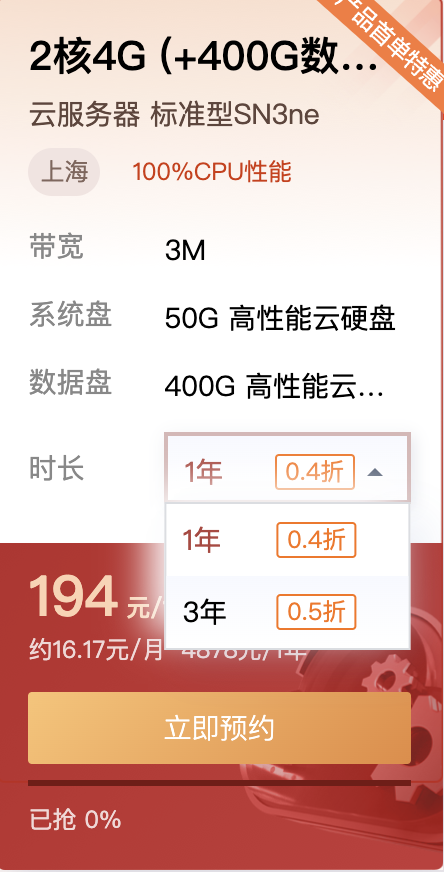 产品首单特惠
2核4G (+400G数...
云服务器 标准型SN3ne
上海 100%CPU性能
带宽 3M
系统盘 50G 高性能云硬盘
数据盘 400G 高性能云...
时长 1年 0.4折
1年 0.4折
3年 0.5折
194 元/
约16.17元/月 4878元/1年
立即预约
已抢 0%